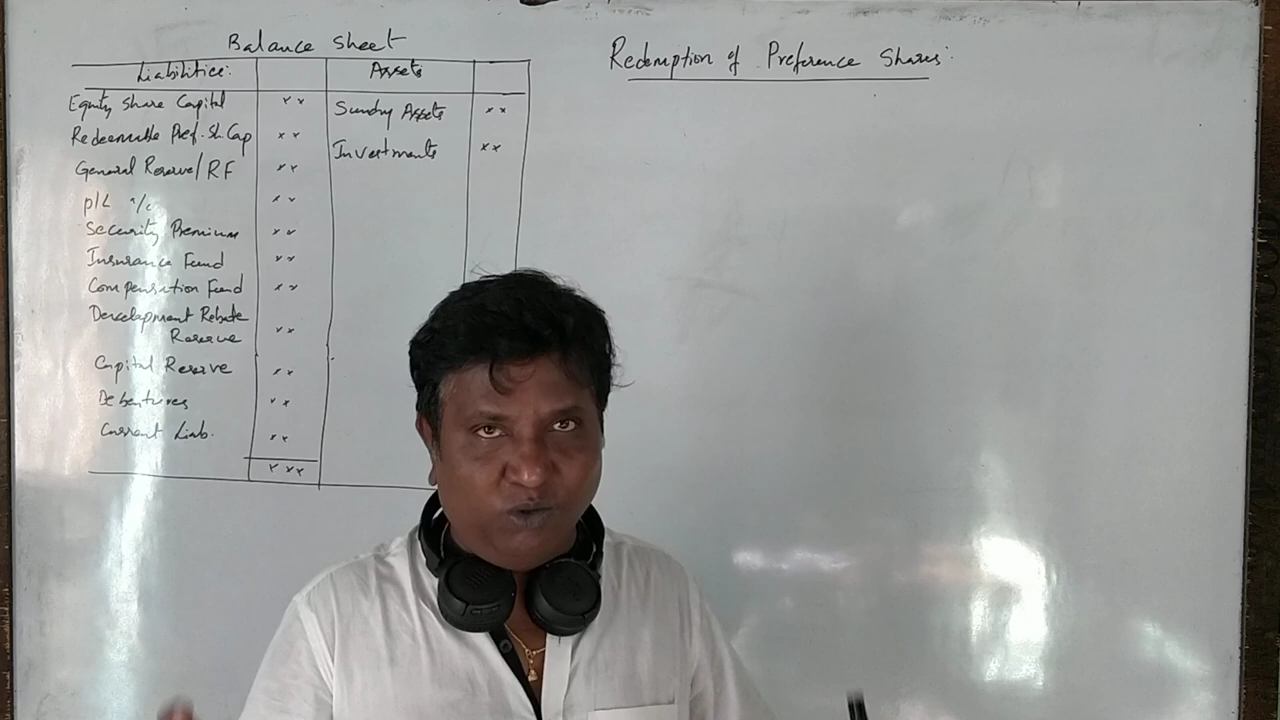 Balance Sheet
Liabilities:
Assets
Equity Share Capital xx
Sundry Assets xx
Redeemable Pref. Sh. Cap xx
Investments xx
General Reserve/ RF xx
P/L a/c xx
Security Premium xx
Insurance Fund xx
Compensation Fund xx
Development Rebate
Reserve xx
Capital Reserve xx
Debentures xx
Current Liab. xx
xxx
Redemption of Preference Shares: